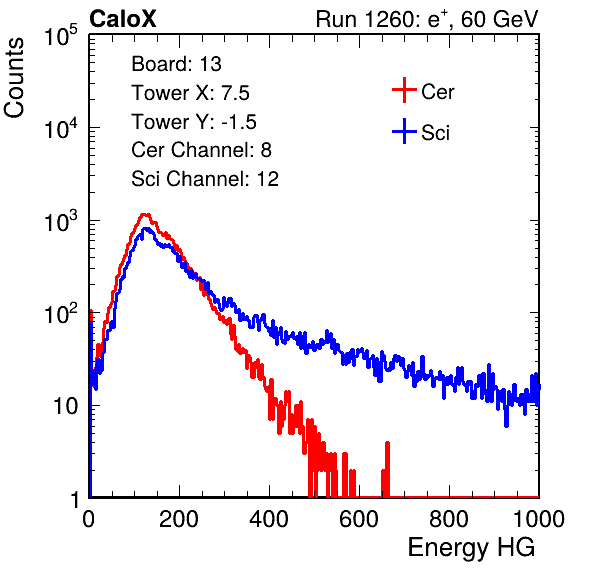 CaloX Run 1260: e⁺, 60 GeV
Board: 13
Tower X: 7.5
Tower Y: -1.5
Cer Channel: 8
Sci Channel: 12
Cer
Sci
Counts
10⁵
10⁴
10³
10²
10
1
0 200 400 600 800 1000
Energy HG